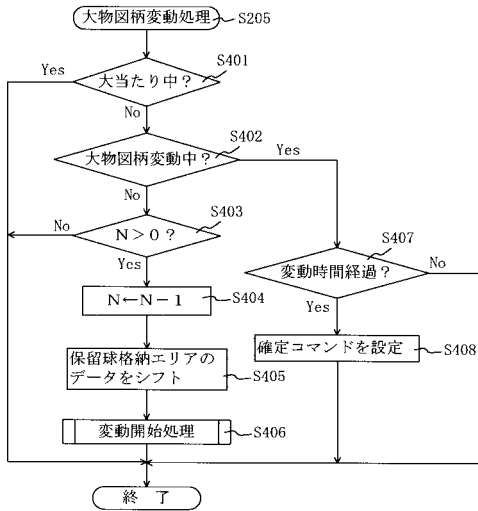 大物図柄変動処理
S205
大当たり中？
S401
Yes
No
大物図柄変動中？
S402
Yes
No
N＞0？
S403
No
Yes
変動時間経過？
S407
No
Yes
N←N－1
S404
確定コマンドを設定
S408
保留球格納エリアの
データをシフト
S405
変動開始処理
S406
終了